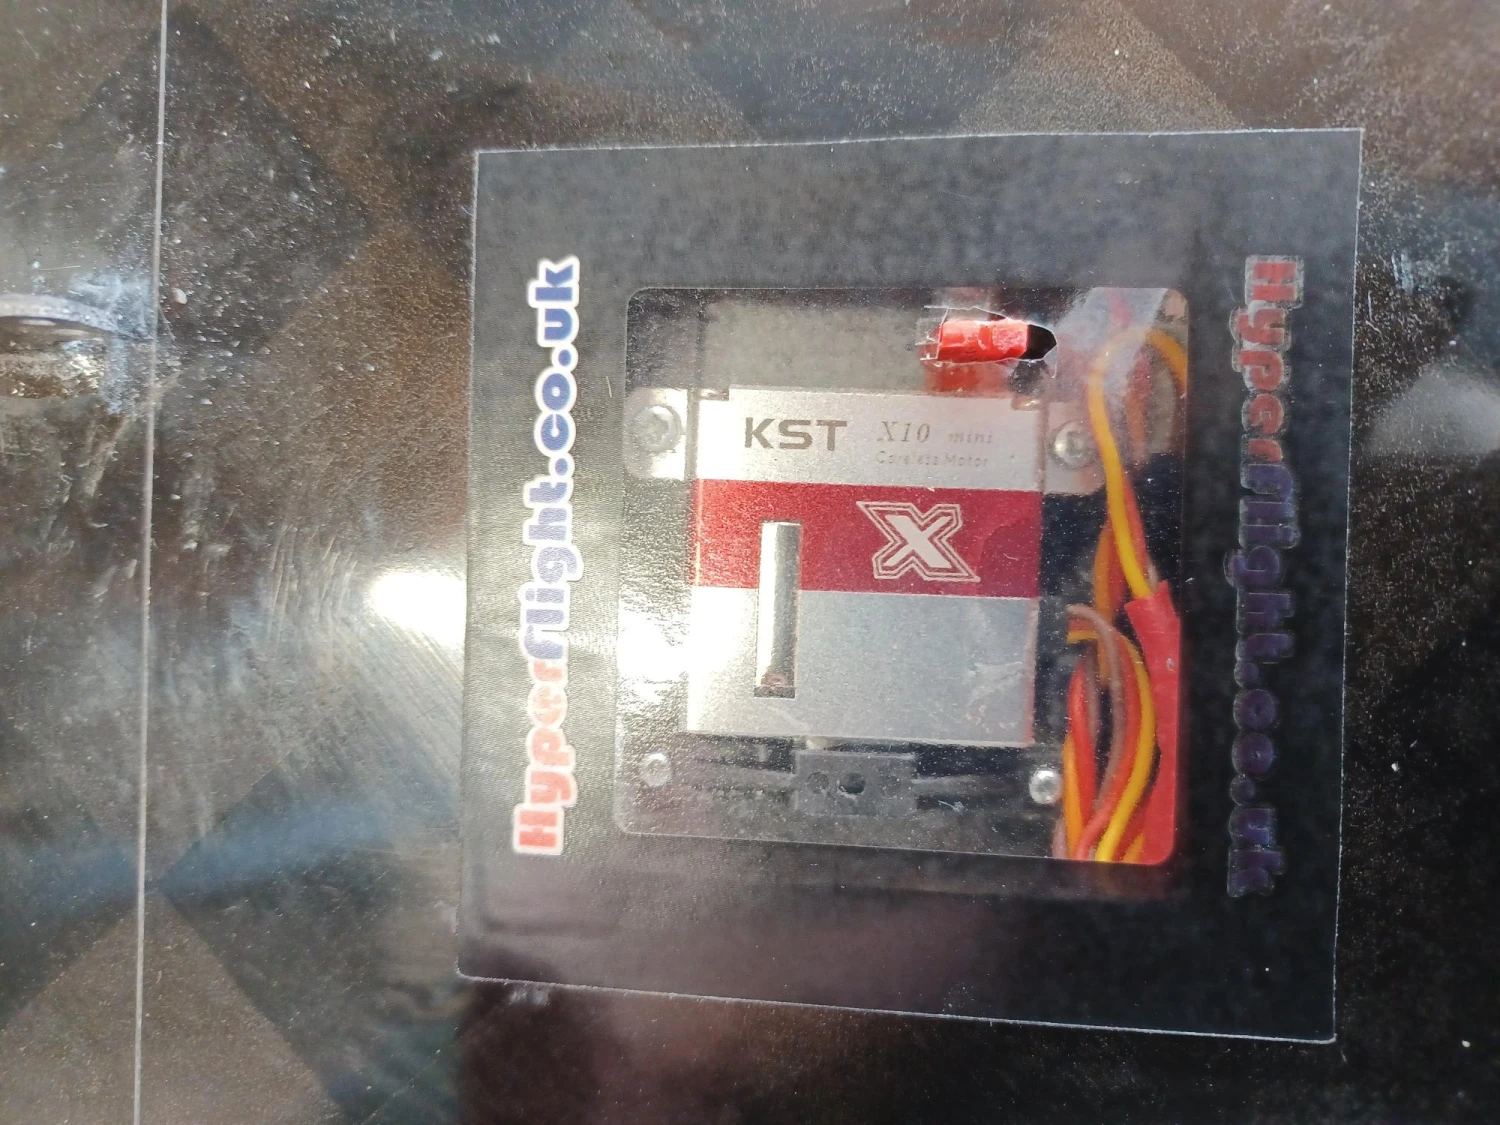 Hyperflight.co.uk
KST X10 mini
Coreless Motor
X
Hyperflight.co.uk